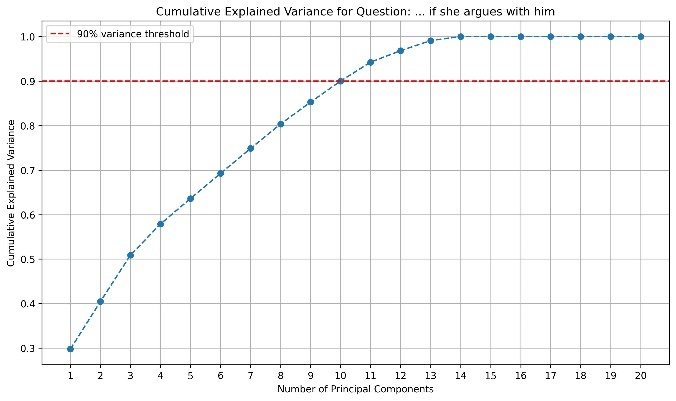 Cumulative Explained Variance for Question: ... if she argues with him
90% variance threshold
Cumulative Explained Variance
1.0
0.9
0.8
0.7
0.6
0.5
0.4
0.3
1 2 3 4 5 6 7 8 9 10 11 12 13 14 15 16 17 18 19 20
Number of Principal Components